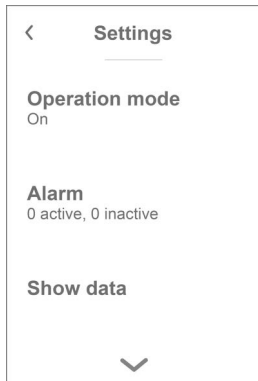 Settings
Operation mode
On
Alarm
0 active, 0 inactive
Show data